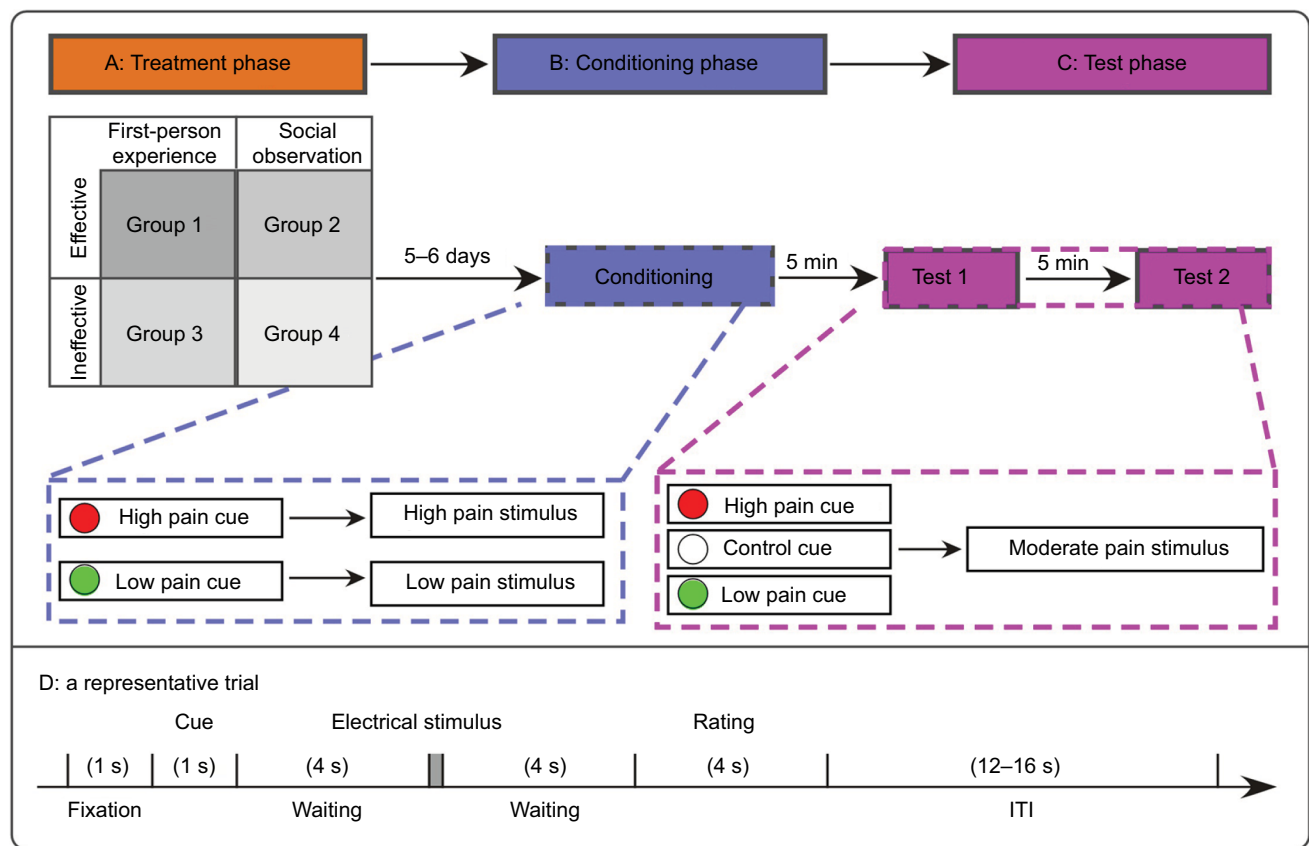 A: Treatment phase
B: Conditioning phase
C: Test phase
First-person
experience
Social
observation
Effective
Group 1
Group 2
Ineffective
Group 3
Group 4
5–6 days
Conditioning
5 min
Test 1
5 min
Test 2
High pain cue
High pain stimulus
Low pain cue
Low pain stimulus
High pain cue
Control cue
Low pain cue
Moderate pain stimulus
D: a representative trial
Cue
Electrical stimulus
Rating
(1 s)
(1 s)
(4 s)
(4 s)
(4 s)
(12–16 s)
Fixation
Waiting
Waiting
ITI